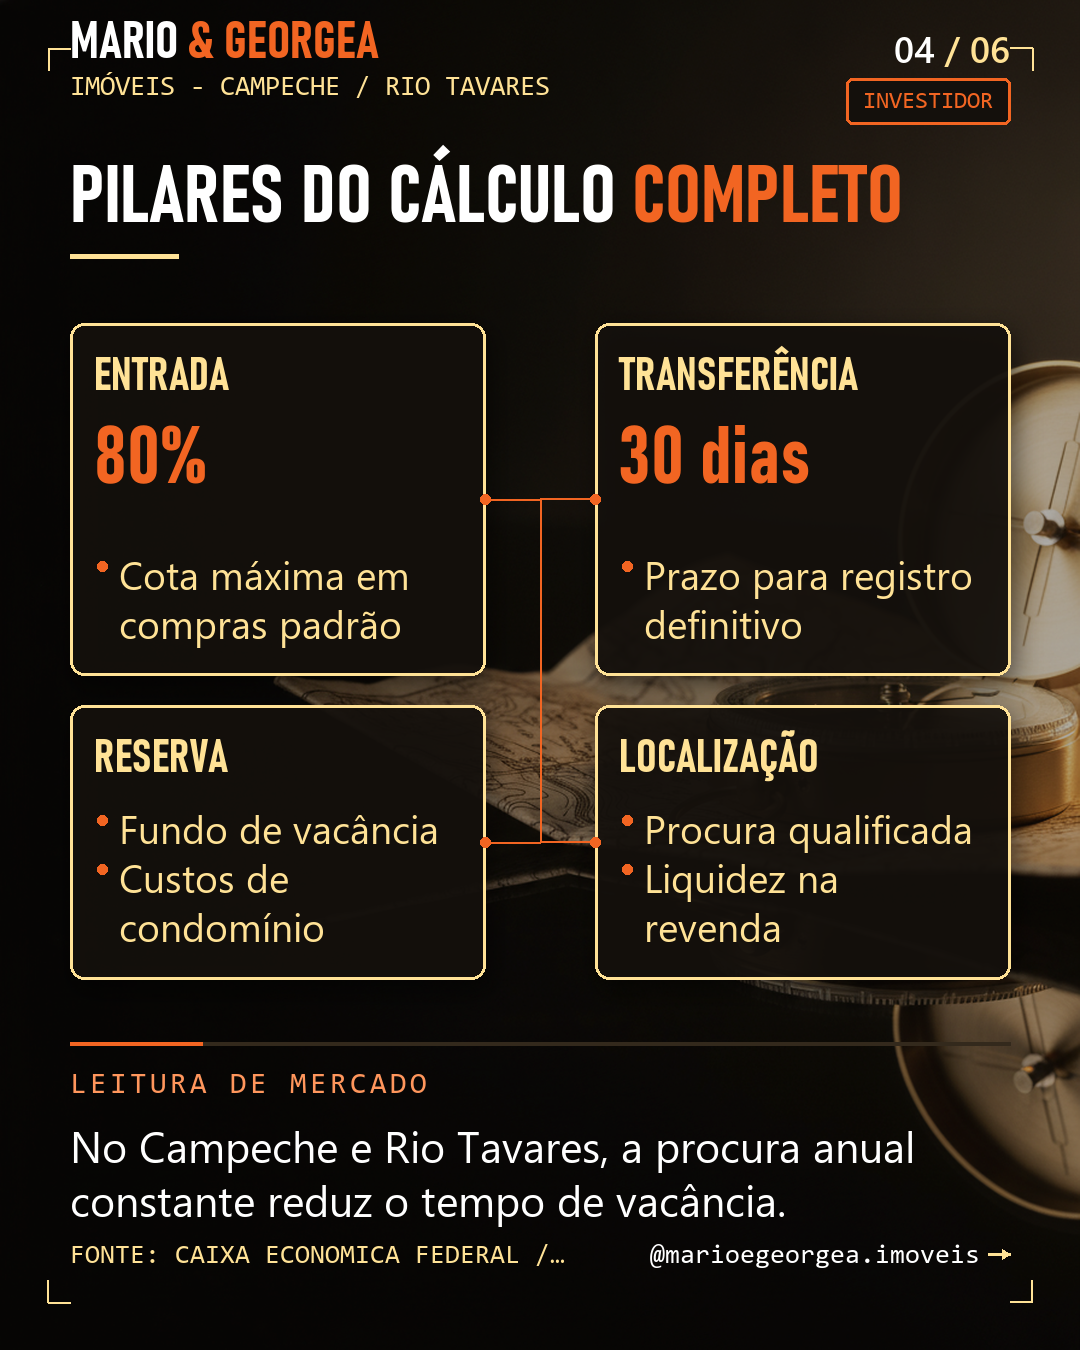 MARIO & GEORGEA
IMÓVEIS - CAMPECHE / RIO TAVARES
04 / 06
INVESTIDOR
PILARES DO CÁLCULO COMPLETO
ENTRADA
80%
• Cota máxima em
compras padrão
TRANSFERÊNCIA
30 dias
• Prazo para registro
definitivo
RESERVA
• Fundo de vacância
• Custos de
condomínio
LOCALIZAÇÃO
• Procura qualificada
• Liquidez na
revenda
LEITURA DE MERCADO
No Campeche e Rio Tavares, a procura anual
constante reduz o tempo de vacância.
FONTE: CAIXA ECONOMICA FEDERAL /…
@marioegeorgea.imoveis →